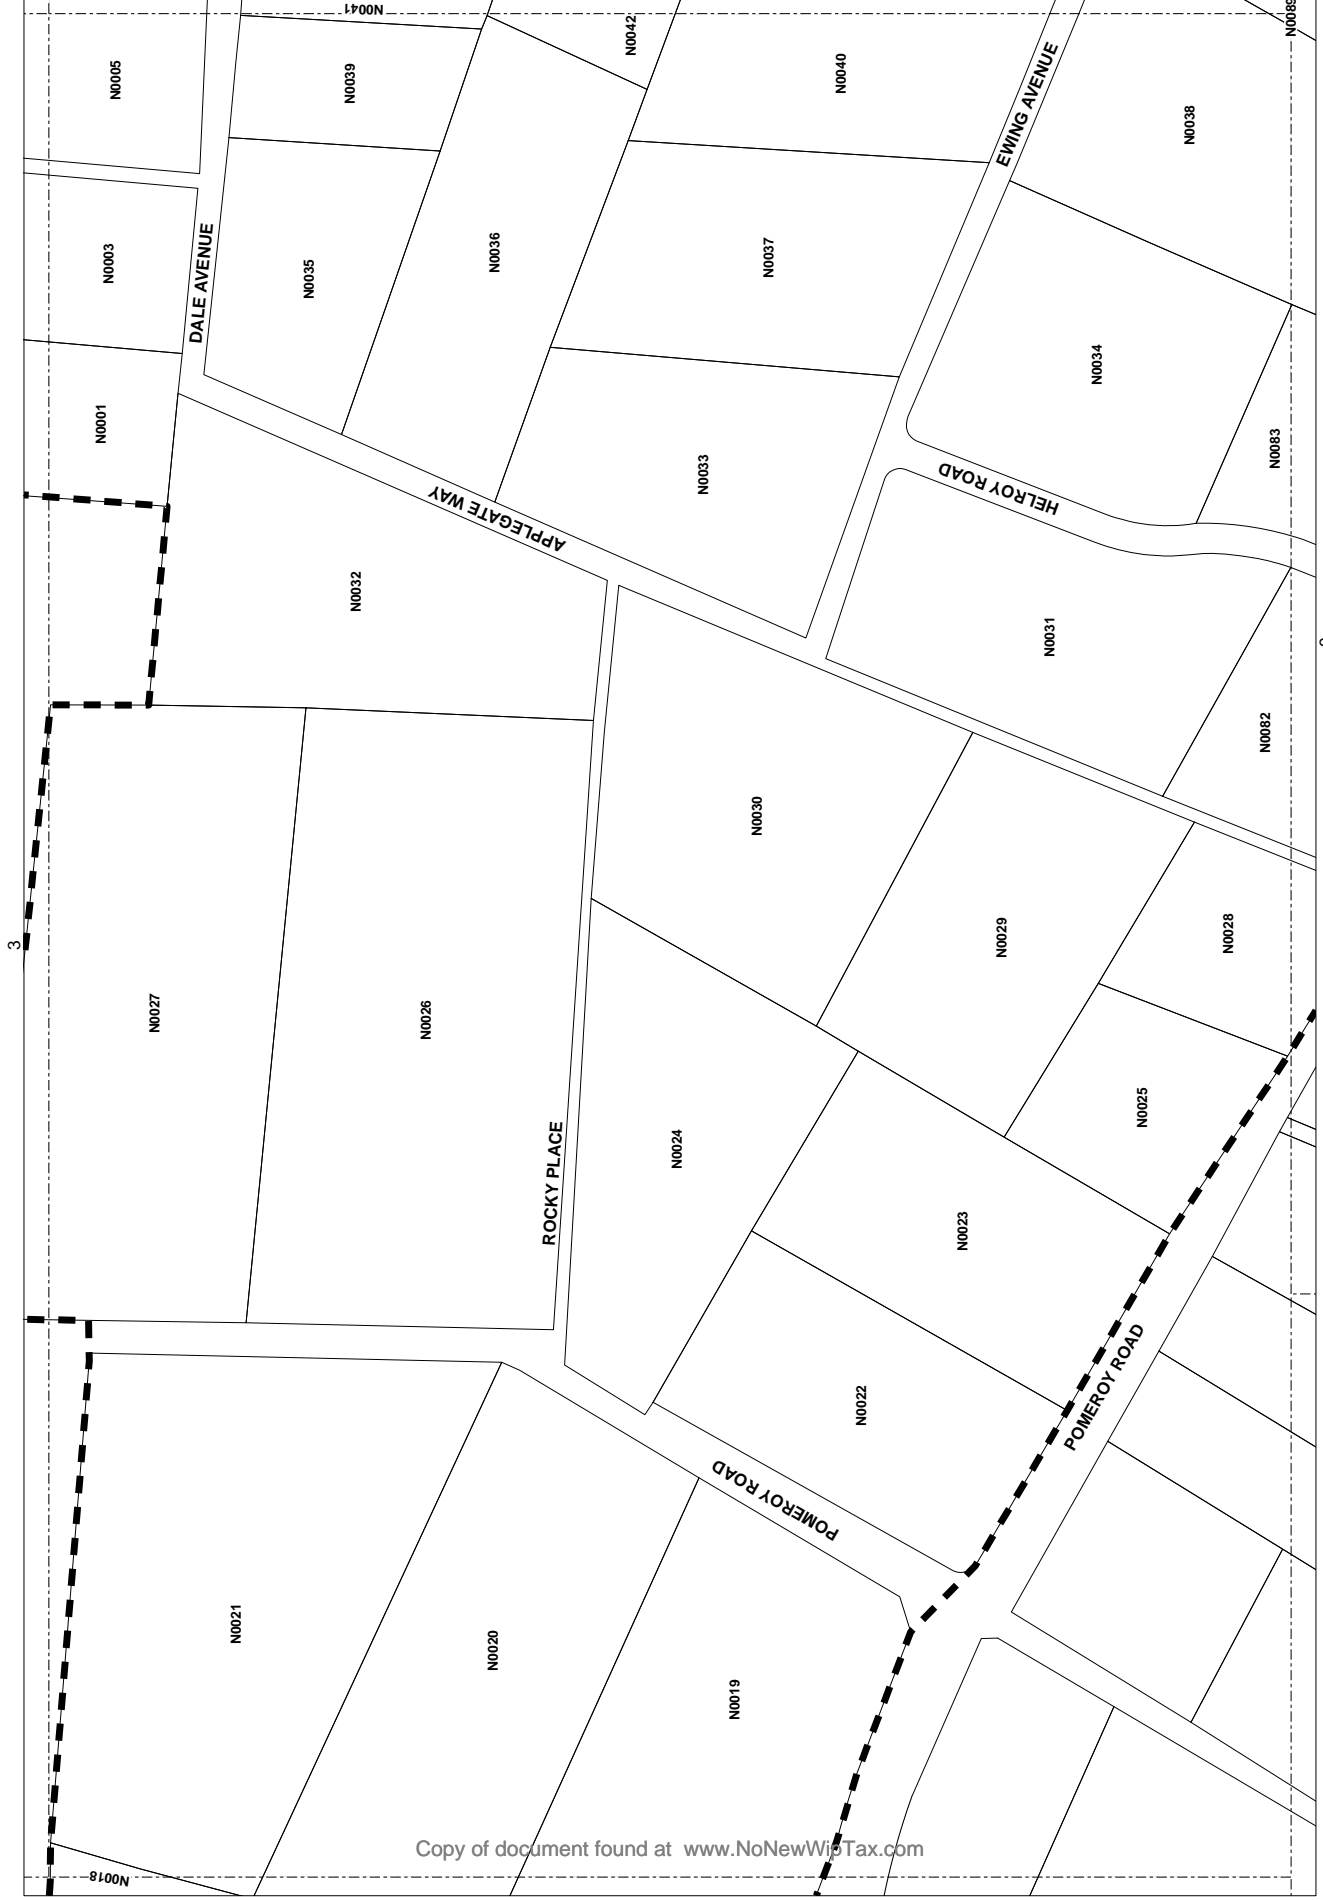 N0041
N0089
N0005
N0039
N0042
N0040
EWING AVENUE
N0038
N0003
DALE AVENUE
N0035
N0036
N0037
N0034
N0001
N0033
HELROY ROAD
N0083
APPLEGATE WAY
N0032
N0031
N0082
N0030
3
N0027
N0026
N0029
N0028
N0024
N0025
ROCKY PLACE
N0023
N0022
POMEROY ROAD
POMEROY ROAD
N0021
N0020
N0019
N0018
Copy of document found at www.NoNewWipTax.com